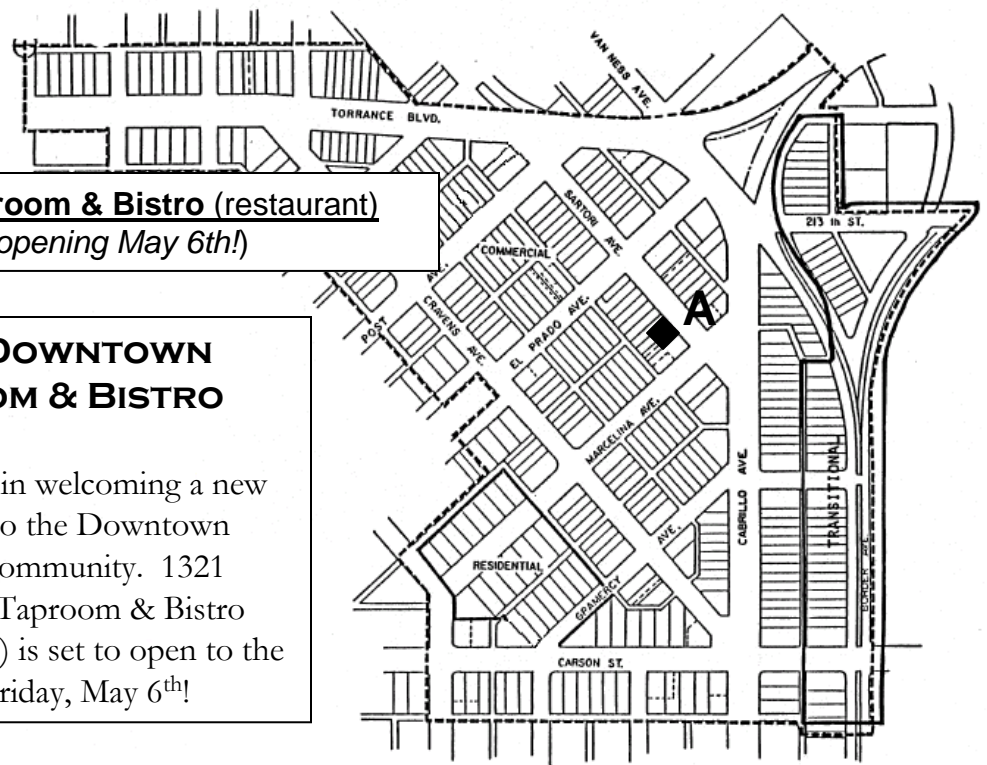 VAN NESS AVE.
TORRANCE BLVD.
room & Bistro (restaurant)
opening May 6th!)
SARTORI AVE.
213 th ST.
COMMERCIAL
AVE.
CRAVENS AVE.
POST
EL PRADO AVE.
A
DOWNTOWN
OM & BISTRO
in welcoming a new
o the Downtown
ommunity. 1321
Taproom & Bistro
) is set to open to the
riday, May 6th!
MARCELINA AVE.
CABRILLO AVE.
TRANSITIONAL
BORDER AVE.
RESIDENTIAL
GRAMERCY AVE.
CARSON ST.